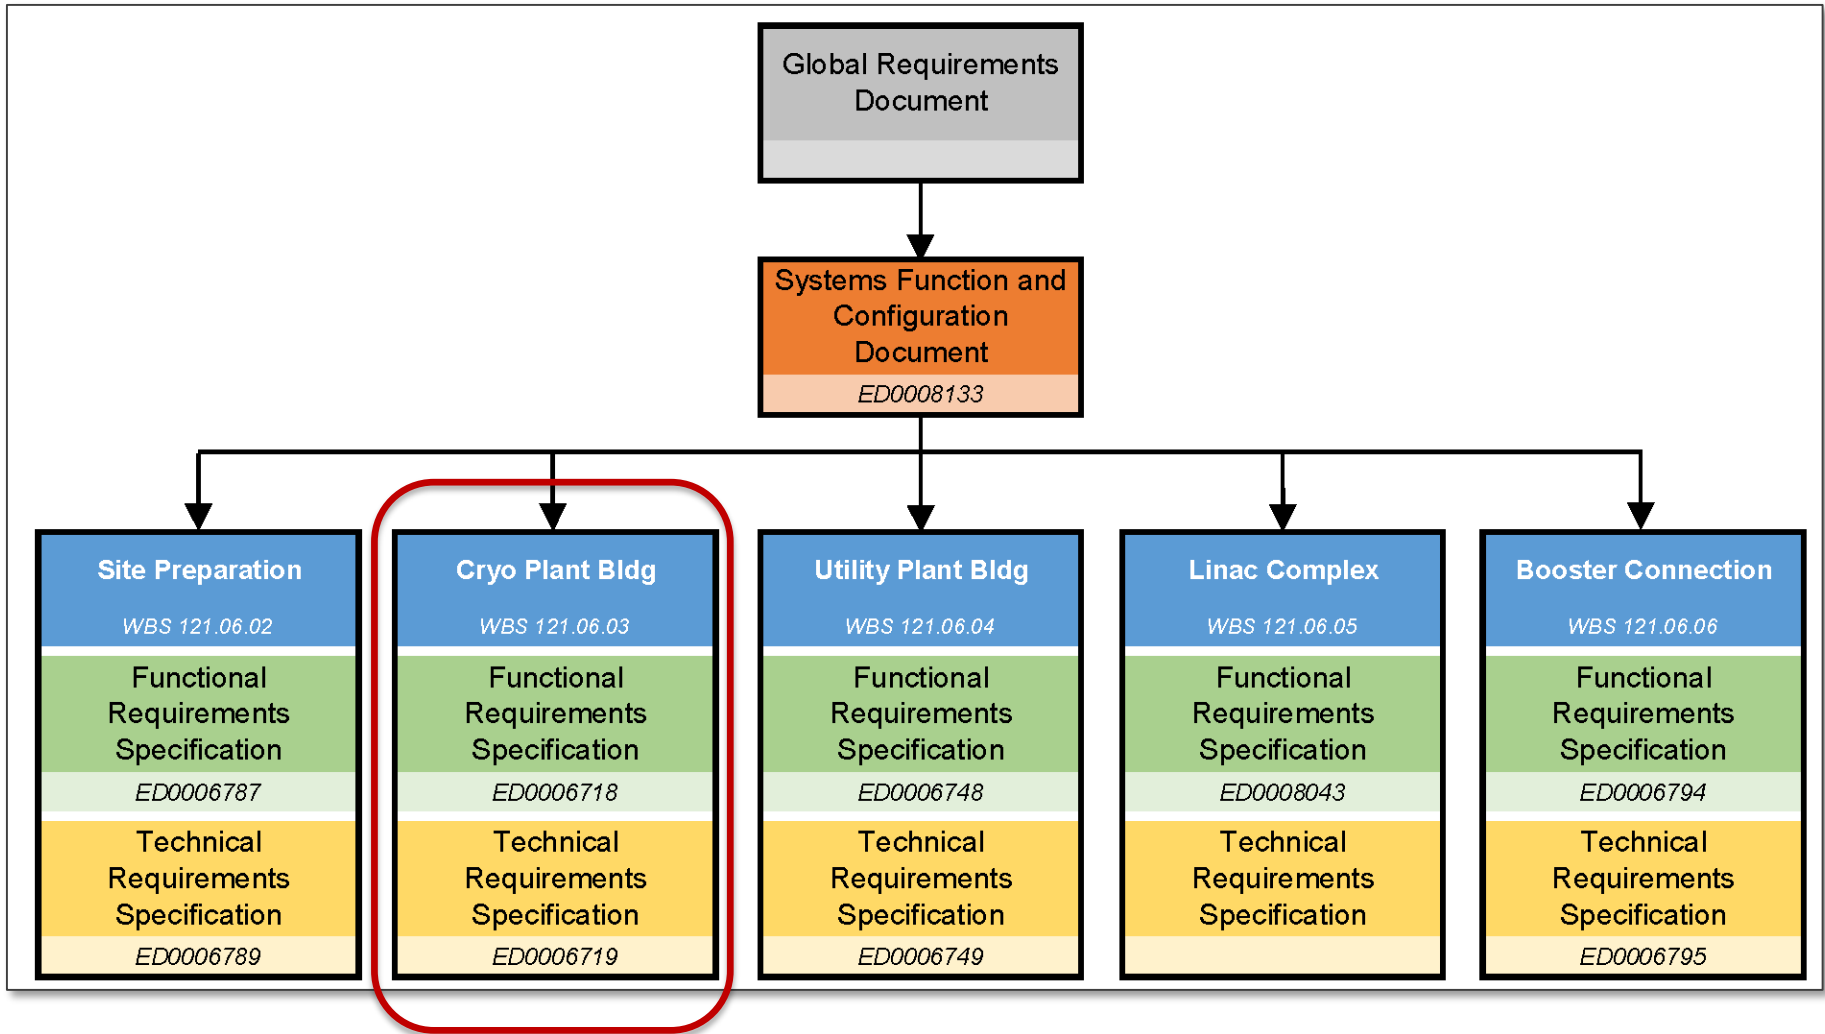 Global Requirements
Document
Systems Function and
Configuration
Document
ED0008133
Site Preparation
WBS 121.06.02
Functional
Requirements
Specification
ED0006787
Technical
Requirements
Specification
ED0006789
Cryo Plant Bldg
WBS 121.06.03
Functional
Requirements
Specification
ED0006718
Technical
Requirements
Specification
ED0006719
Utility Plant Bldg
WBS 121.06.04
Functional
Requirements
Specification
ED0006748
Technical
Requirements
Specification
ED0006749
Linac Complex
WBS 121.06.05
Functional
Requirements
Specification
ED0008043
Technical
Requirements
Specification
Booster Connection
WBS 121.06.06
Functional
Requirements
Specification
ED0006794
Technical
Requirements
Specification
ED0006795